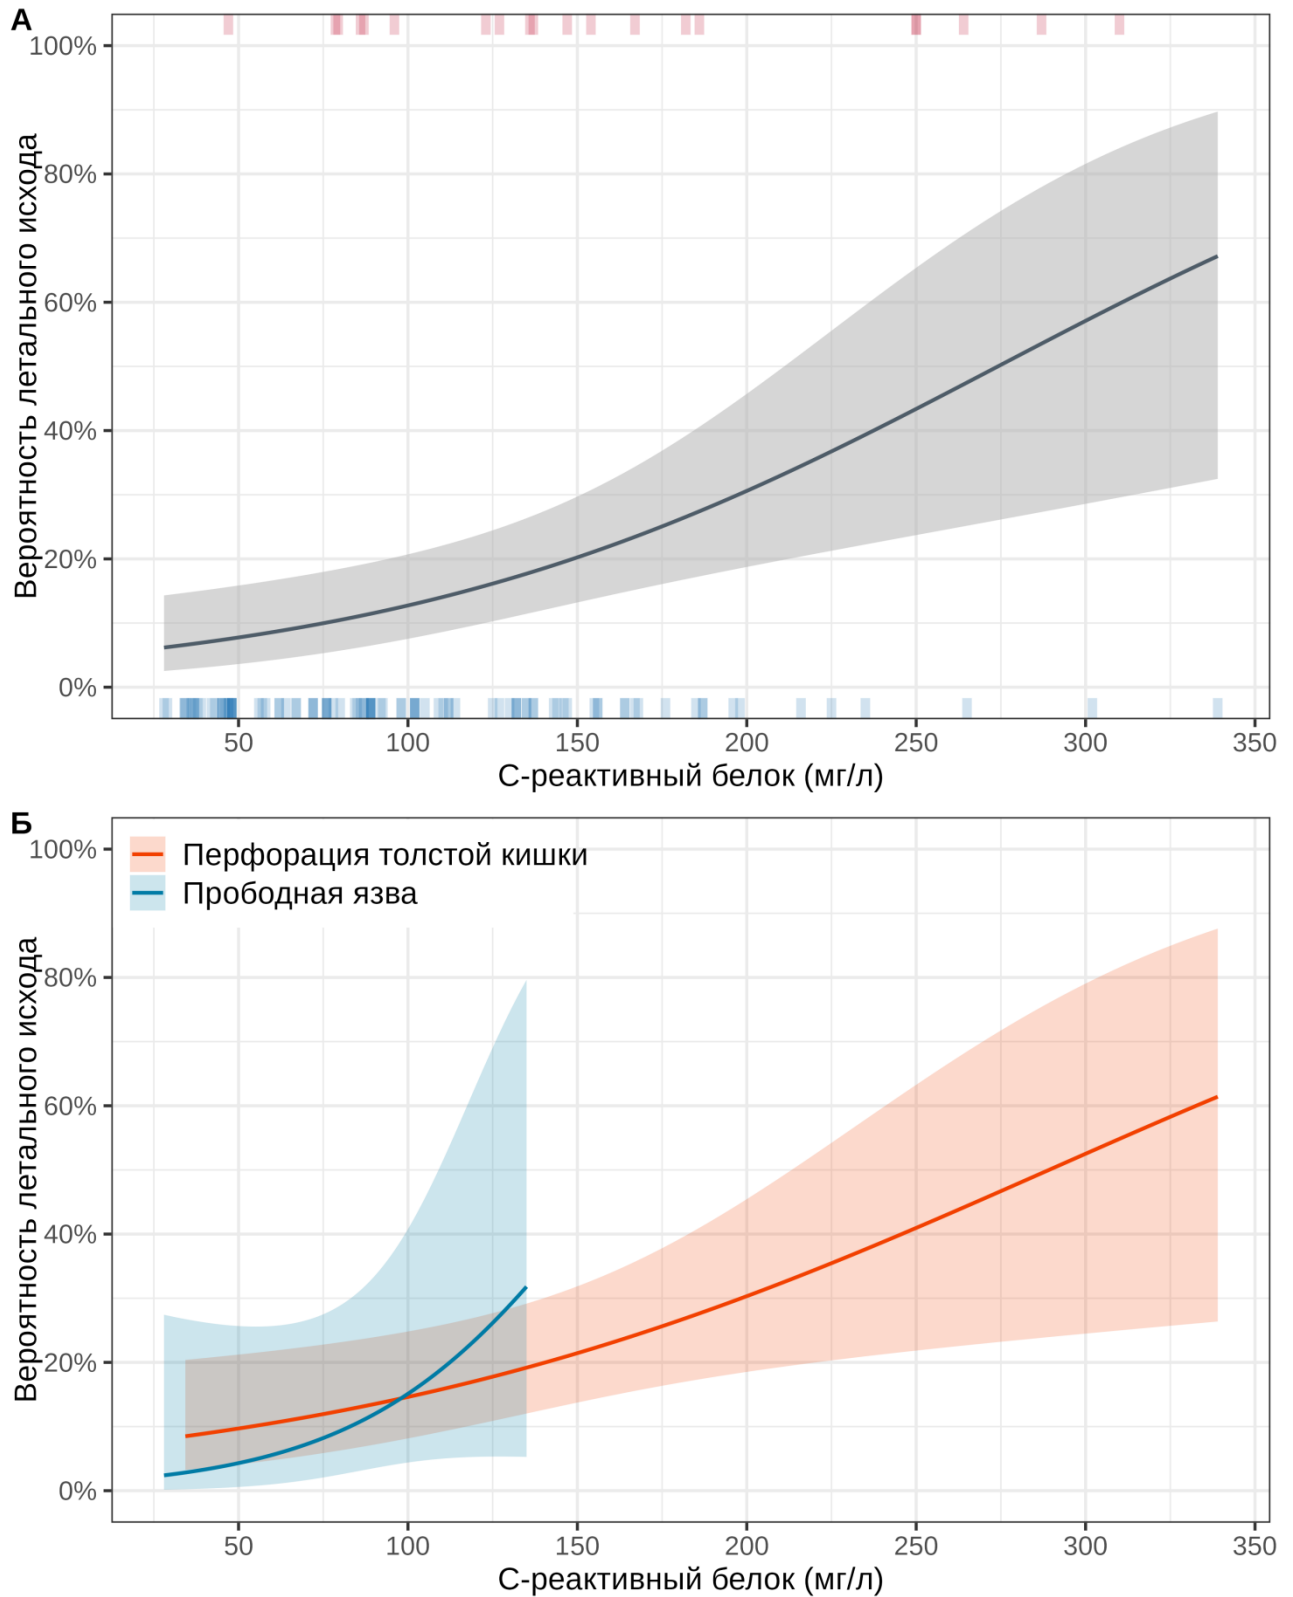 А
100%
80%
60%
40%
20%
0%
Вероятность летального исхода
50 100 150 200 250 300 350
С-реактивный белок (мг/л)
Б
100%
80%
60%
40%
20%
0%
Вероятность летального исхода
Перфорация толстой кишки
Прободная язва
50 100 150 200 250 300 350
С-реактивный белок (мг/л)